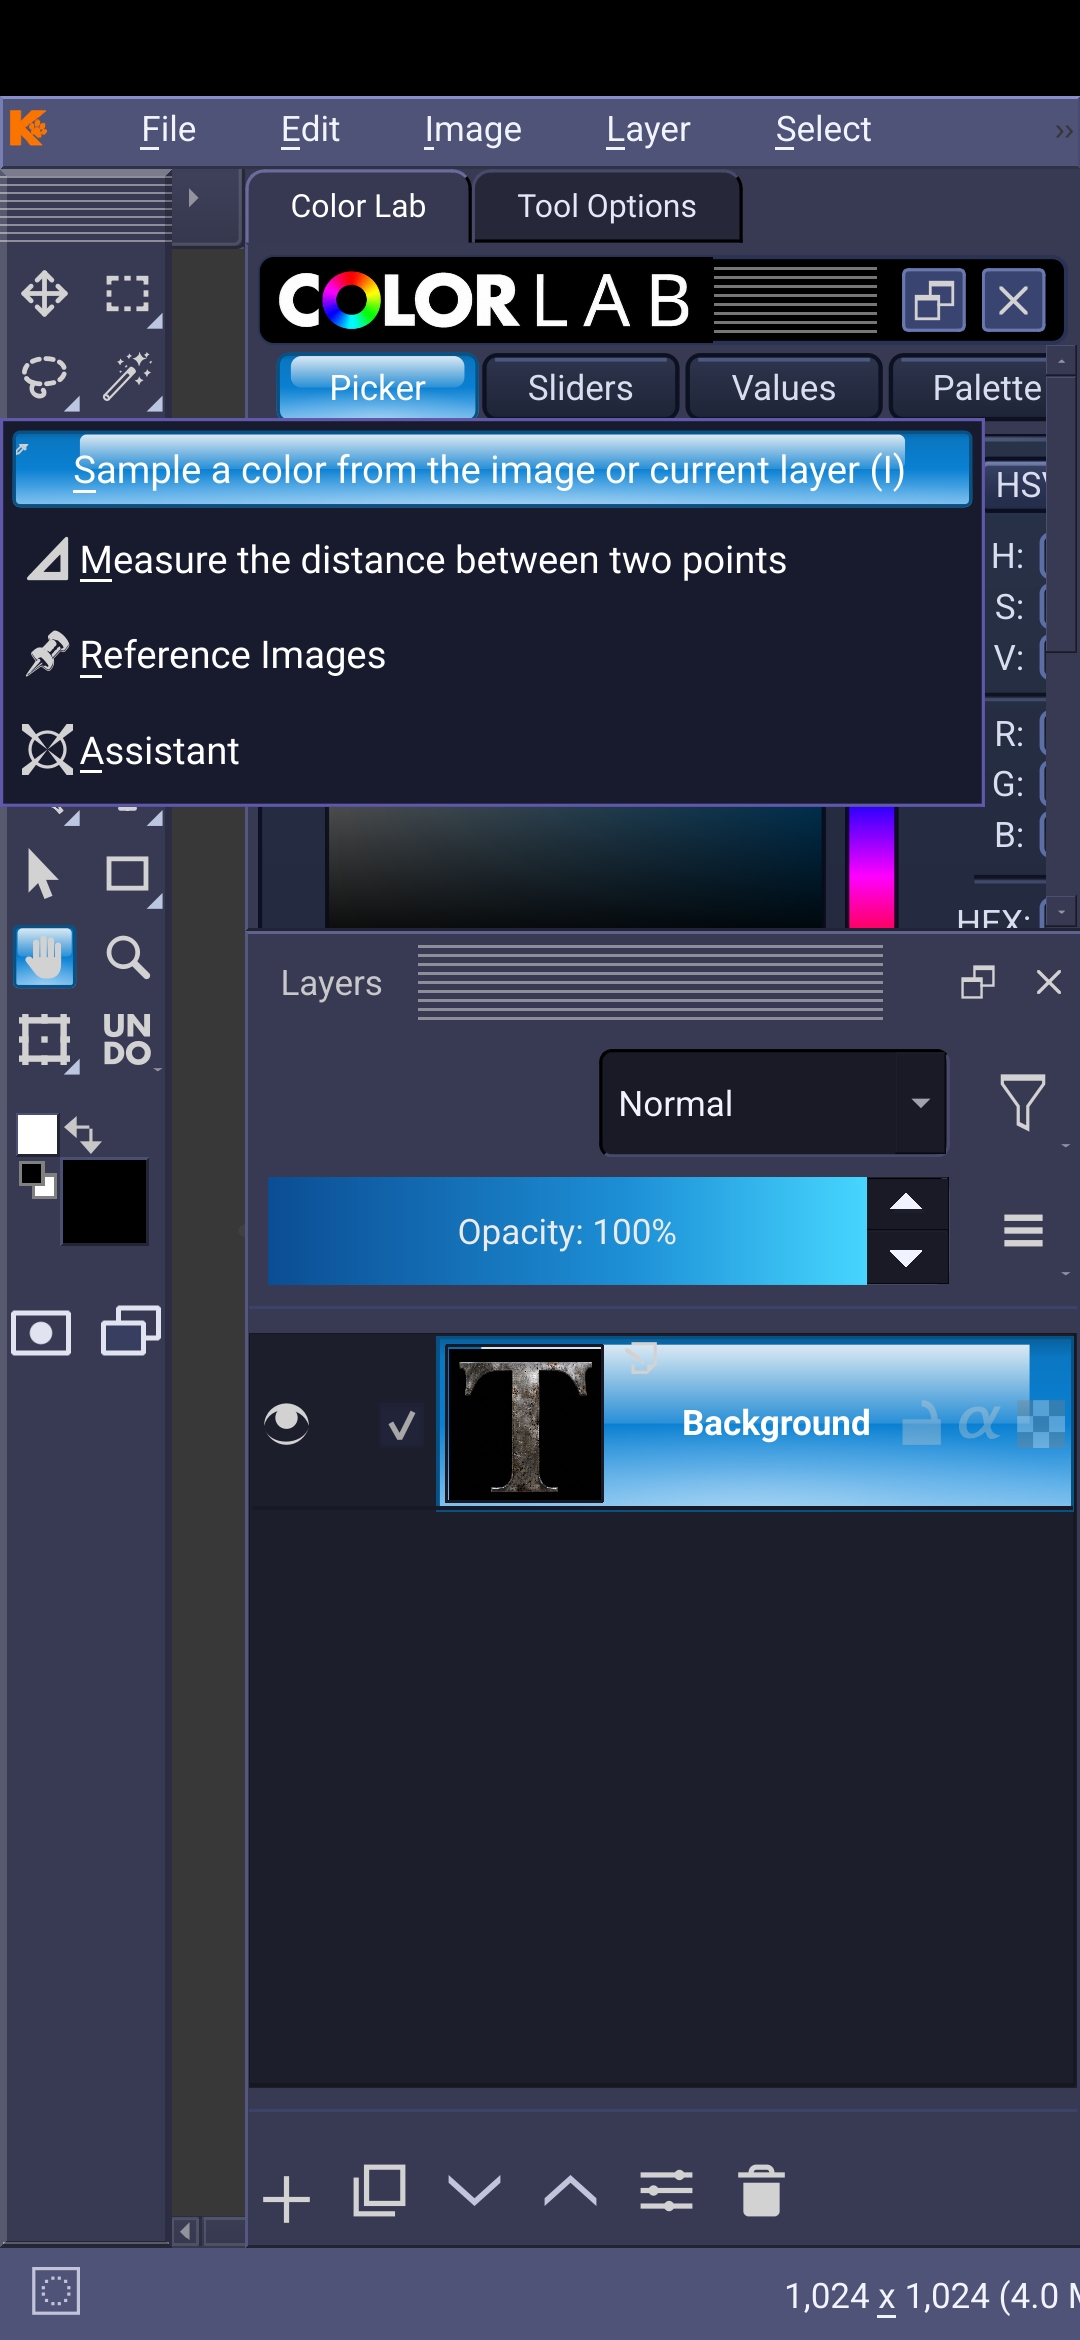 File Edit Image Layer Select
Color Lab Tool Options
COLOR LAB
Picker Sliders Values Palette
Sample a color from the image or current layer (I)
Measure the distance between two points
Reference Images
Assistant
H:
S:
V:
R:
G:
B:
HEX:
UN
DO
Layers
Normal
Opacity: 100%
T
Background
α
1,024 x 1,024 (4.0